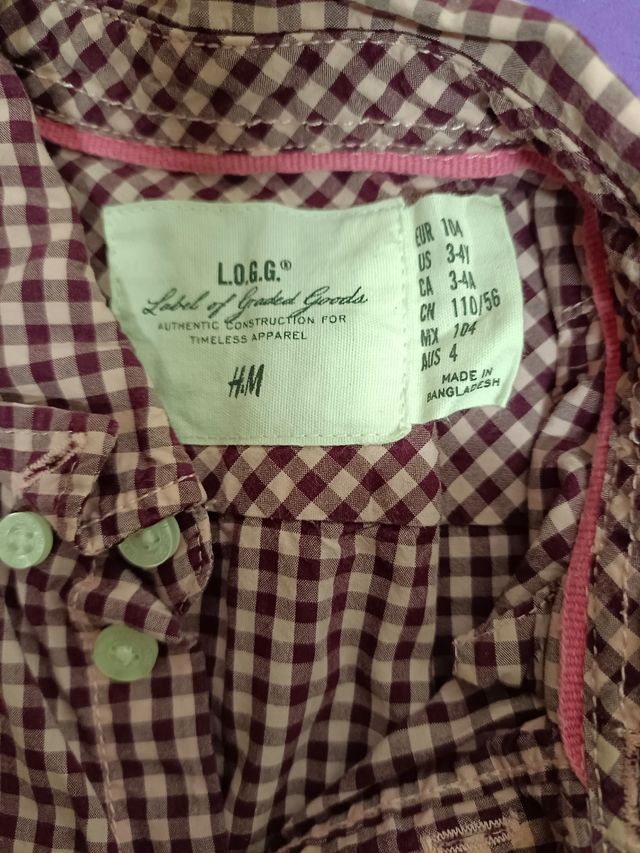 L.O.G.G.®
Label of Graded Goods
AUTHENTIC CONSTRUCTION FOR
TIMELESS APPAREL
H&M
EUR 104
US 3-4Y
CA 3-4A
CN 110/56
MX 104
AUS 4
MADE IN
BANGLADESH